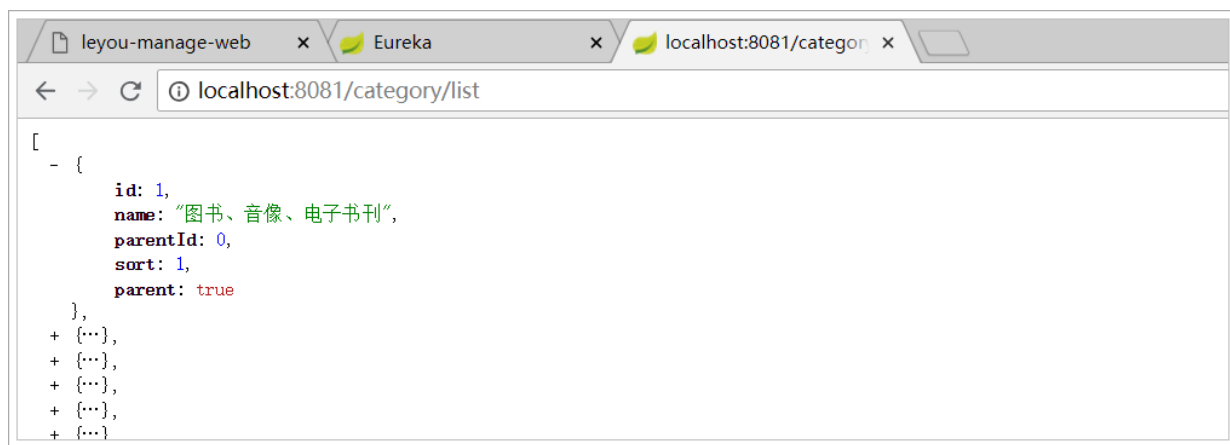 leyou-manage-web Eureka localhost:8081/categor
localhost:8081/category/list
[
- {
id: 1,
name: "图书、音像、电子书刊",
parentId: 0,
sort: 1,
parent: true
},
+ {…},
+ {…},
+ {…},
+ {…},
+ {…}